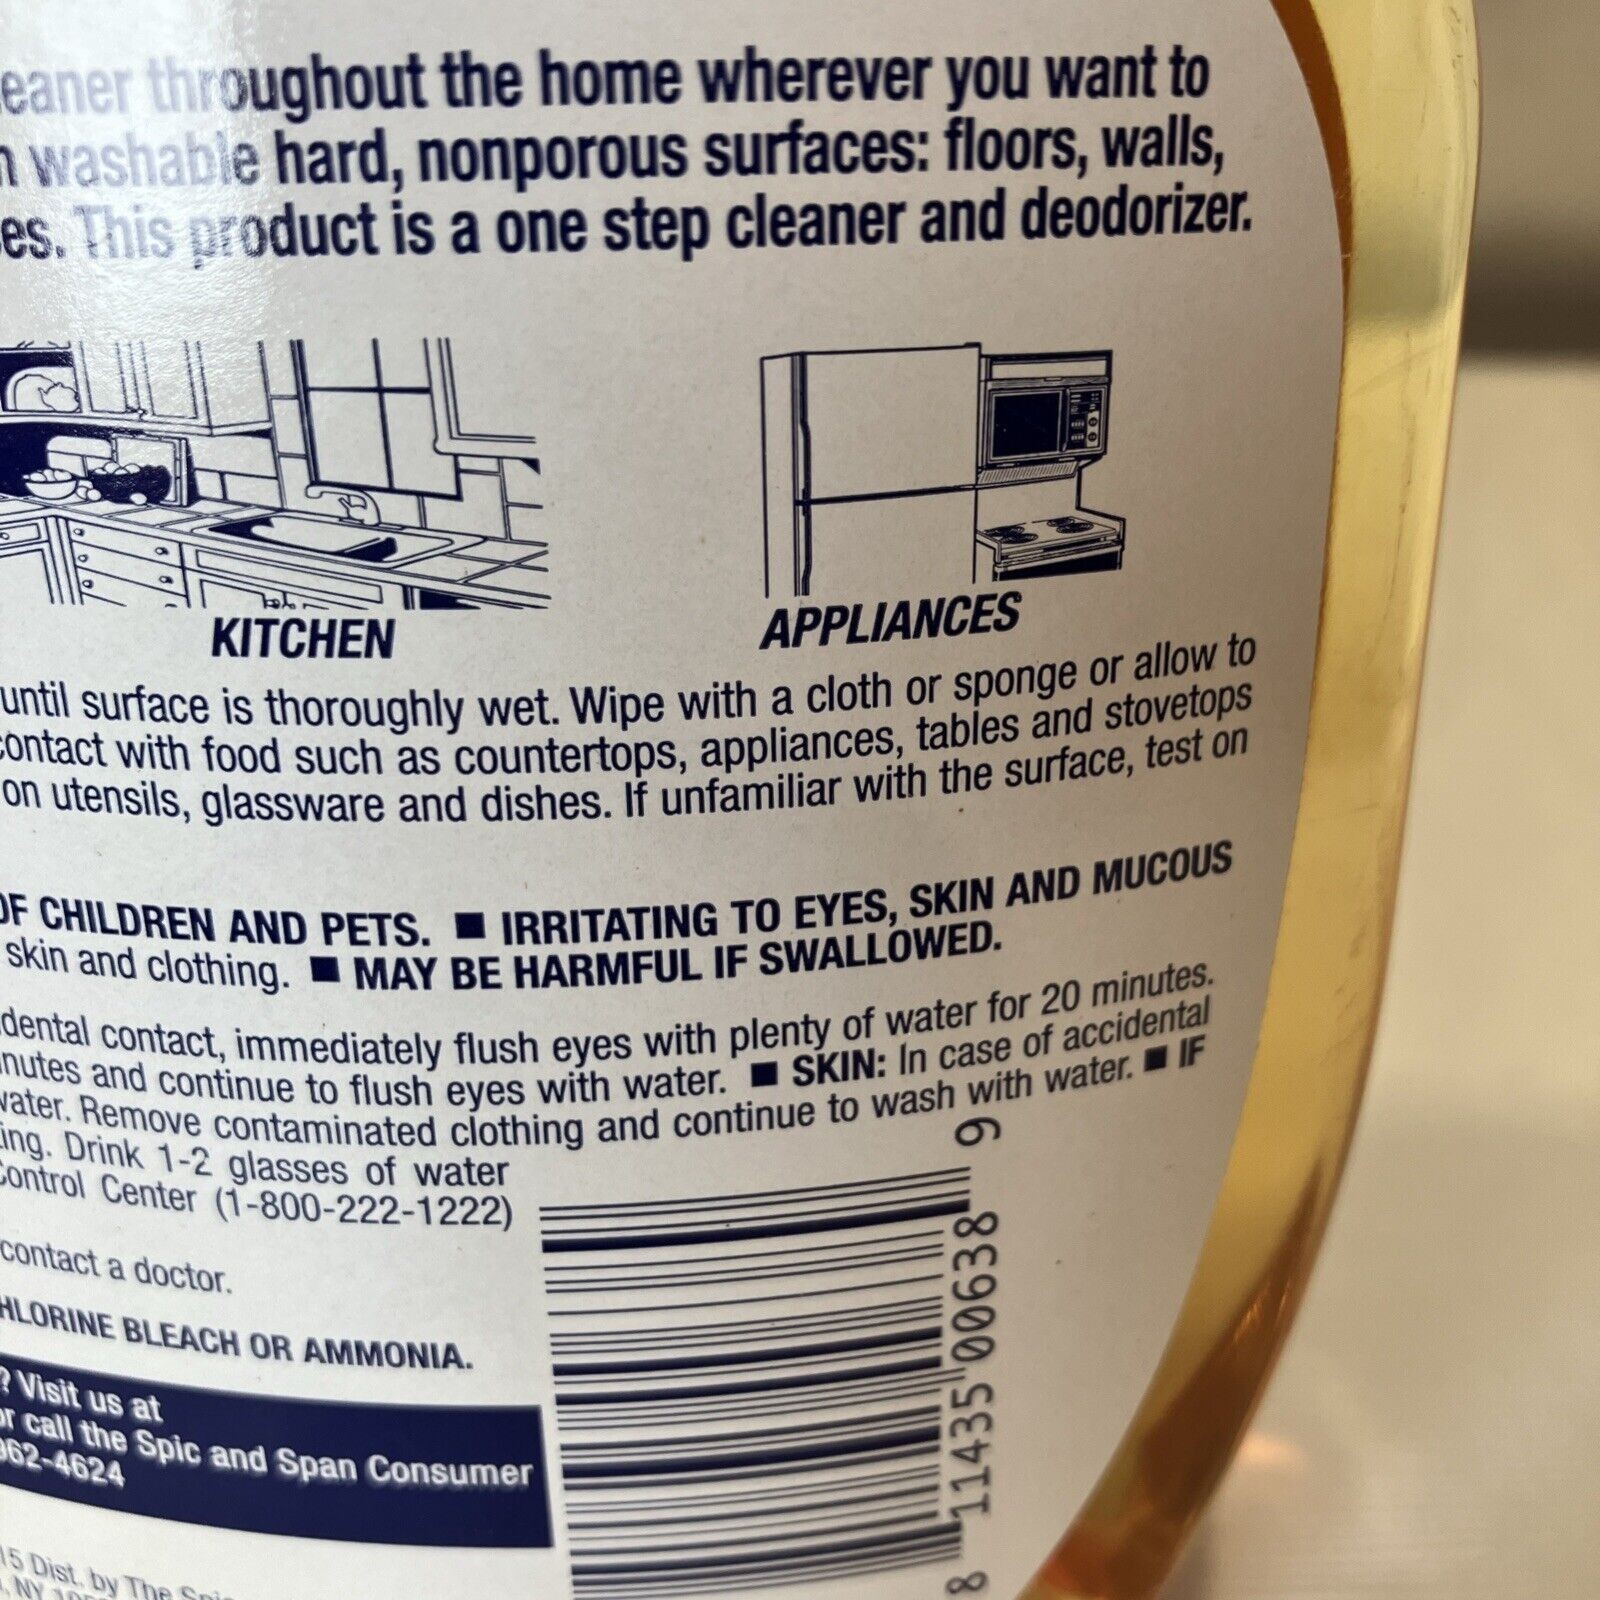 throughout the home wherever you want to
washable hard, nonporous surfaces: floors, walls,
This product is a one step cleaner and deodorizer.
KITCHEN
APPLIANCES
until surface is thoroughly wet. Wipe with a cloth or sponge or allow to
contact with food such as countertops, appliances, tables and stovetops
on utensils, glassware and dishes. If unfamiliar with the surface, test on
OF CHILDREN AND PETS. ■ IRRITATING TO EYES, SKIN AND MUCOUS
skin and clothing. ■ MAY BE HARMFUL IF SWALLOWED.
contact, immediately flush eyes with plenty of water for 20 minutes.
and continue to flush eyes with water. ■ SKIN: In case of accidental
water. Remove contaminated clothing and continue to wash with water. ■ IF
Drink 1-2 glasses of water
Control Center (1-800-222-1222)
contact a doctor.
BLEACH OR AMMONIA.
? Visit us at
or call the Spic and Span Consumer
962-4624
15 Dist. by The
NY
8 11435 00638 9